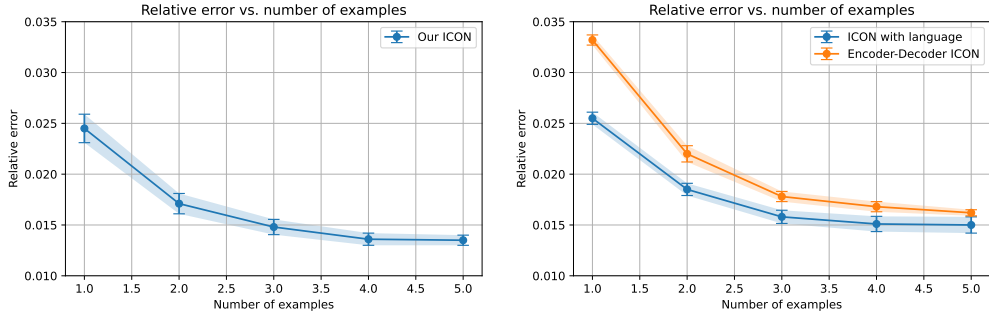 Relative error vs. number of examples
Our ICON
0.035
0.030
0.025
0.020
0.015
0.010
Relative error
1.0 1.5 2.0 2.5 3.0 3.5 4.0 4.5 5.0
Number of examples
Relative error vs. number of examples
ICON with language
Encoder-Decoder ICON
0.035
0.030
0.025
0.020
0.015
0.010
Relative error
1.0 1.5 2.0 2.5 3.0 3.5 4.0 4.5 5.0
Number of examples